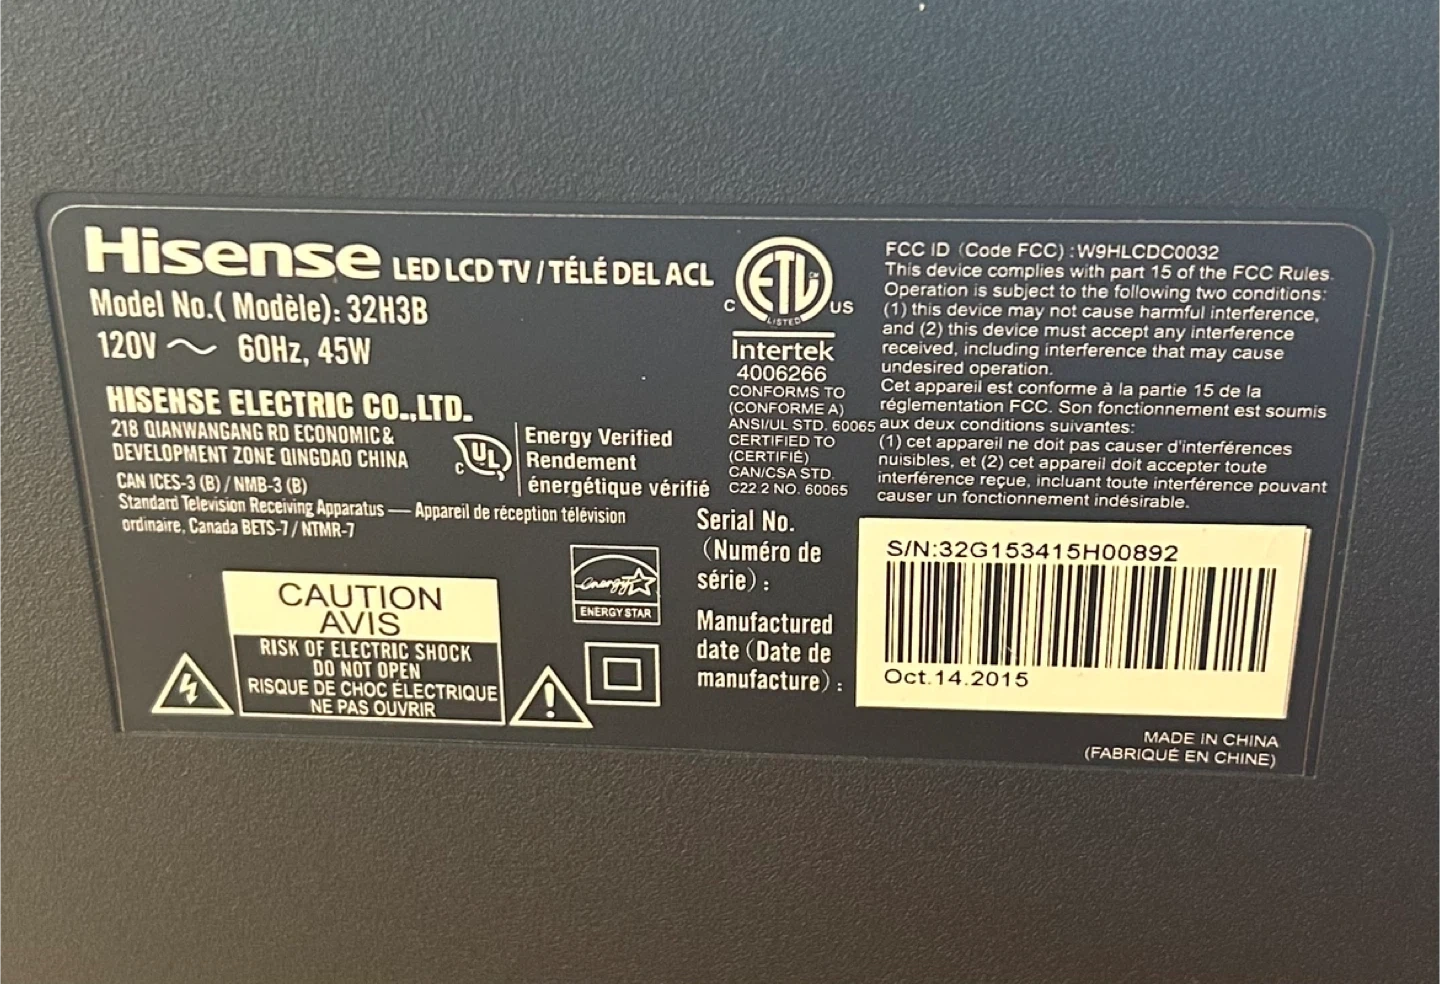 Hisense LED LCD TV / TÉLÉ DEL ACL
Model No.( Modèle): 32H3B
120V ～ 60Hz, 45W
HISENSE ELECTRIC CO.,LTD.
218 QIANWANGANG RD ECONOMIC &
DEVELOPMENT ZONE QINGDAO CHINA
CAN ICES-3 (B) / NMB-3 (B)
Standard Television Receiving Apparatus — Appareil de réception télévision
ordinaire, Canada BETS-7 / NTMR-7
C UL
Energy Verified
Rendement
énergétique vérifié
CAUTION
AVIS
RISK OF ELECTRIC SHOCK
DO NOT OPEN
RISQUE DE CHOC ÉLECTRIQUE
NE PAS OUVRIR
energy
ENERGY STAR
C ETL US
LISTED
Intertek
4006266
CONFORMS TO
(CONFORME A)
ANSI/UL STD. 60065
CERTIFIED TO
(CERTIFIÉ)
CAN/CSA STD.
C22.2 NO. 60065
FCC ID (Code FCC) : W9HLCDC0032
This device complies with part 15 of the FCC Rules.
Operation is subject to the following two conditions:
(1) this device may not cause harmful interference,
and (2) this device must accept any interference
received, including interference that may cause
undesired operation.
Cet appareil est conforme à la partie 15 de la
réglementation FCC. Son fonctionnement est soumis
aux deux conditions suivantes:
(1) cet appareil ne doit pas causer d'interférences
nuisibles, et (2) cet appareil doit accepter toute
interférence reçue, incluant toute interférence pouvant
causer un fonctionnement indésirable.
Serial No.
(Numéro de
série) :
S/N:32G153415H00892
Manufactured
date (Date de
manufacture) :
Oct.14.2015
MADE IN CHINA
(FABRIQUÉ EN CHINE)